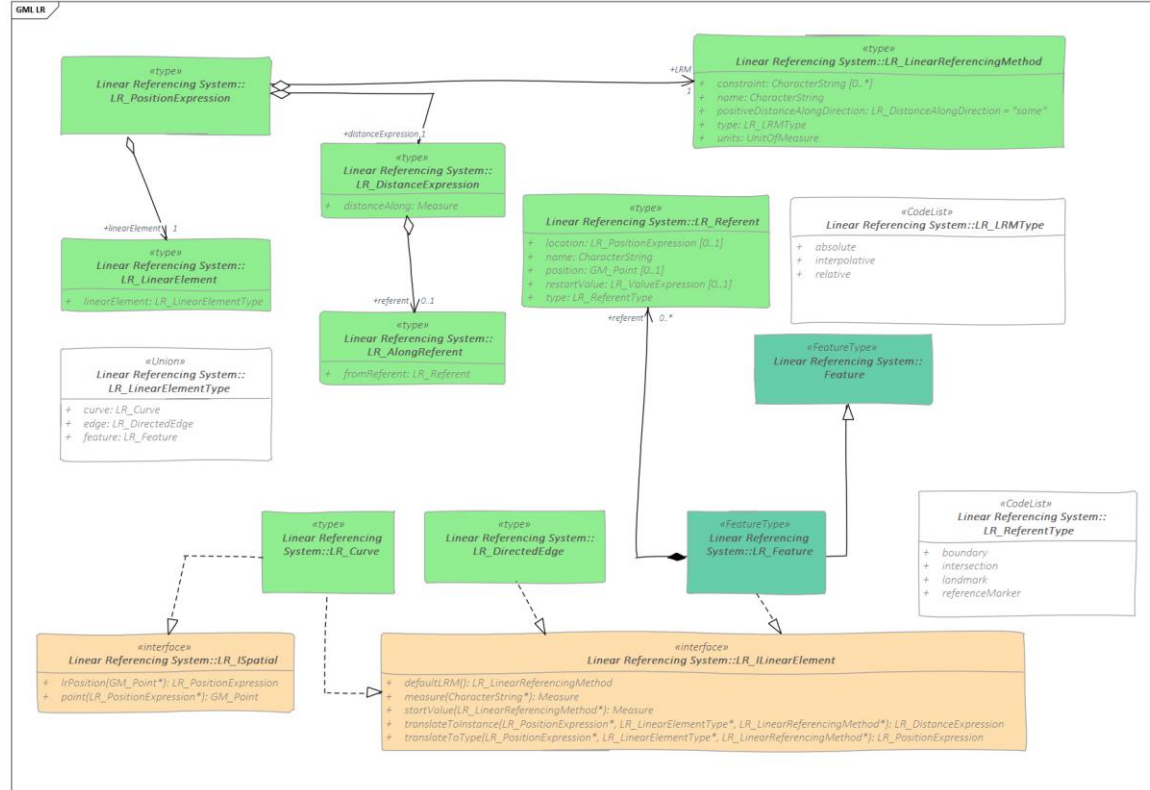 GML LR
«type»
Linear Referencing System::
LR_PositionExpression
+LRM
1
«type»
Linear Referencing System::LR_LinearReferencingMethod
+ constraint: CharacterString [0..*]
+ name: CharacterString
+ positiveDistanceAlongDirection: LR_DistanceAlongDirection = "same"
+ type: LR_LRMType
+ units: UnitOfMeasure
+distanceExpression 1
«type»
Linear Referencing System::
LR_DistanceExpression
+ distanceAlong: Measure
+linearElement 1
«type»
Linear Referencing System::
LR_LinearElement
+ linearElement: LR_LinearElementType
+referent 0..1
«type»
Linear Referencing System::
LR_AlongReferent
+ fromReferent: LR_Referent
«type»
Linear Referencing System::LR_Referent
+ location: LR_PositionExpression [0..1]
+ name: CharacterString
+ position: GM_Point [0..1]
+ restartValue: LR_ValueExpression [0..1]
+ type: LR_ReferentType
+referent 0..*
«CodeList»
Linear Referencing System::LR_LRMType
+ absolute
+ interpolative
+ relative
«FeatureType»
Linear Referencing System::
Feature
«Union»
Linear Referencing System::
LR_LinearElementType
+ curve: LR_Curve
+ edge: LR_DirectedEdge
+ feature: LR_Feature
«type»
Linear Referencing
System::LR_Curve
«type»
Linear Referencing System::
LR_DirectedEdge
«FeatureType»
Linear Referencing
System::LR_Feature
«CodeList»
Linear Referencing System::
LR_ReferentType
+ boundary
+ intersection
+ landmark
+ referenceMarker
«interface»
Linear Referencing System::LR_ISpatial
+ lrPosition(GM_Point*): LR_PositionExpression
+ point(LR_PositionExpression*): GM_Point
«interface»
Linear Referencing System::LR_ILinearElement
+ defaultLRM(): LR_LinearReferencingMethod
+ measure(CharacterString*): Measure
+ startValue(LR_LinearReferencingMethod*): Measure
+ translateToInstance(LR_PositionExpression*, LR_LinearElementType*, LR_LinearReferencingMethod*): LR_DistanceExpression
+ translateToType(LR_PositionExpression*, LR_LinearElementType*, LR_LinearReferencingMethod*): LR_PositionExpression